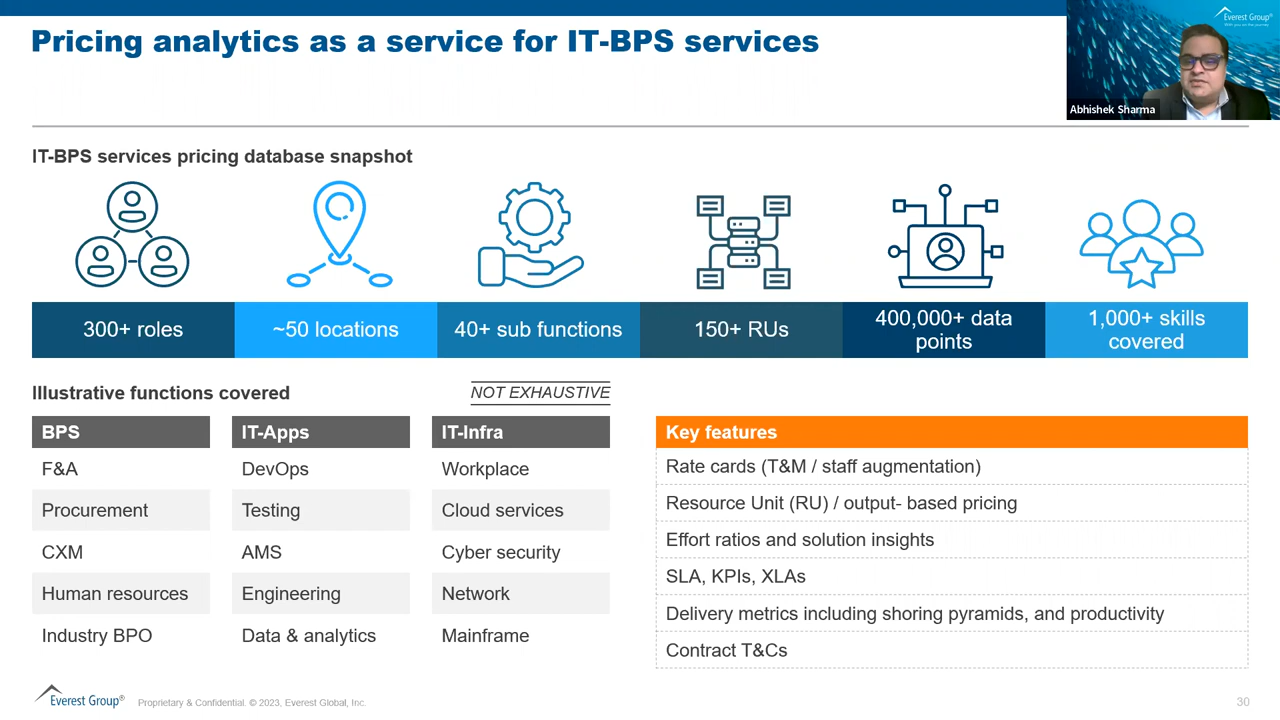 Pricing analytics as a service for IT-BPS services
Everest Group®
Abhishek Sharma
IT-BPS services pricing database snapshot
300+ roles
~50 locations
40+ sub functions
150+ RUs
400,000+ data
points
1,000+ skills
covered
Illustrative functions covered
NOT EXHAUSTIVE
BPS
F&A
Procurement
CXM
Human resources
Industry BPO
IT-Apps
DevOps
Testing
AMS
Engineering
Data & analytics
IT-Infra
Workplace
Cloud services
Cyber security
Network
Mainframe
Key features
Rate cards (T&M / staff augmentation)
Resource Unit (RU) / output- based pricing
Effort ratios and solution insights
SLA, KPIs, XLAs
Delivery metrics including shoring pyramids, and productivity
Contract T&Cs
Everest Group®
Proprietary & Confidential. © 2023, Everest Global, Inc.
30